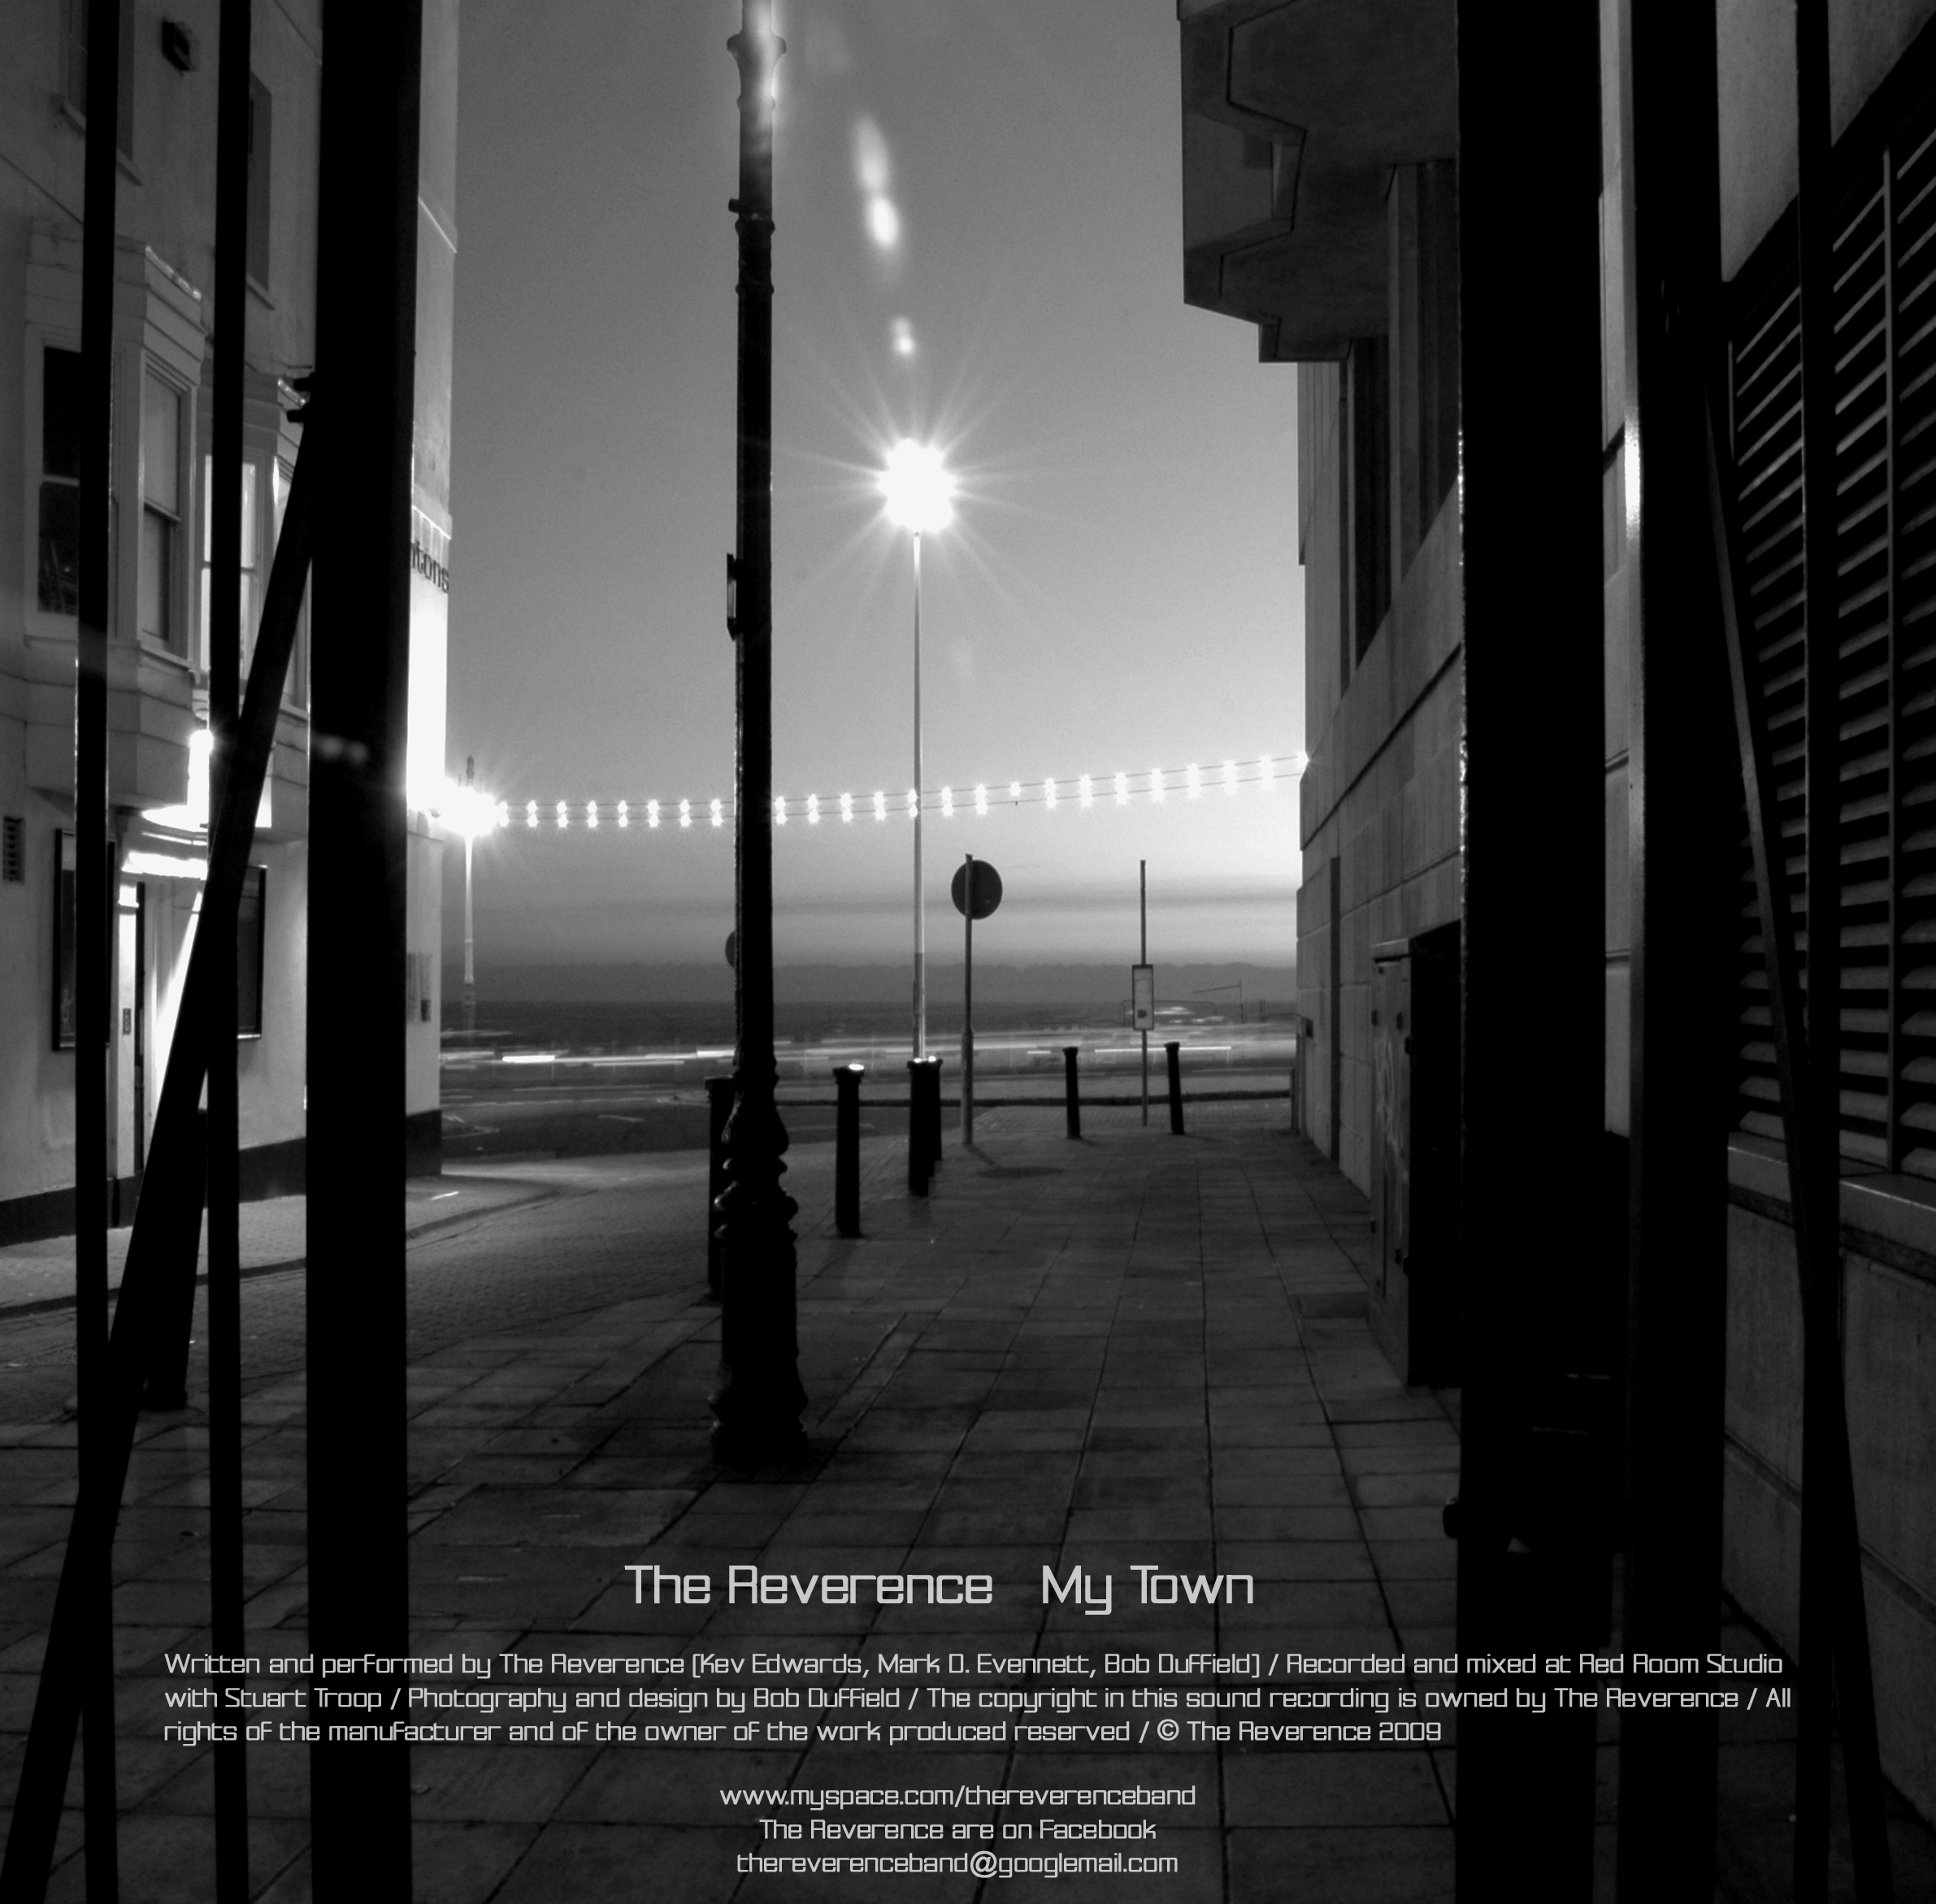 ntons
The Reverence My Town
Written and performed by The Reverence [Kev Edwards, Mark D. Evennett, Bob Duffield] / Recorded and mixed at Red Room Studio
with Stuart Troop / Photography and design by Bob Duffield / The copyright in this sound recording is owned by The Reverence / All
rights of the manufacturer and of the owner of the work produced reserved / © The Reverence 2009
www.myspace.com/thereverenceband
The Reverence are on Facebook
thereverenceband@googlemail.com